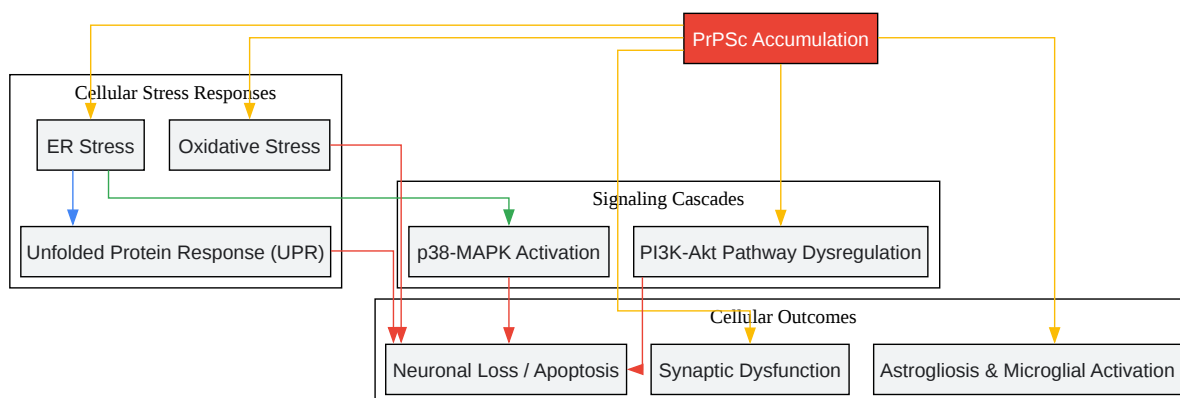 PrPSc Accumulation
Cellular Stress Responses
ER Stress
Oxidative Stress
Signaling Cascades
Unfolded Protein Response (UPR)
p38-MAPK Activation
PI3K-Akt Pathway Dysregulation
Cellular Outcomes
Neuronal Loss / Apoptosis
Synaptic Dysfunction
Astrogliosis & Microglial Activation